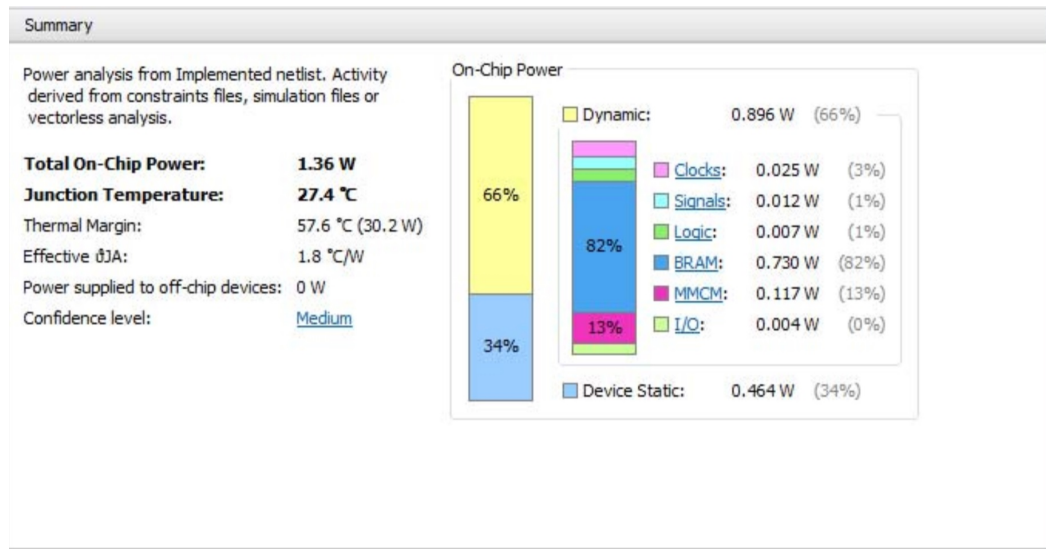 Summary
Power analysis from Implemented netlist. Activity
derived from constraints files, simulation files or
vectorless analysis.
Total On-Chip Power: 1.36 W
Junction Temperature: 27.4 °C
Thermal Margin: 57.6 °C (30.2 W)
Effective ϑJA: 1.8 °C/W
Power supplied to off-chip devices: 0 W
Confidence level: Medium
On-Chip Power
66%
34%
Dynamic: 0.896 W (66%)
82%
13%
Clocks: 0.025 W (3%)
Signals: 0.012 W (1%)
Logic: 0.007 W (1%)
BRAM: 0.730 W (82%)
MMCM: 0.117 W (13%)
I/O: 0.004 W (0%)
Device Static: 0.464 W (34%)